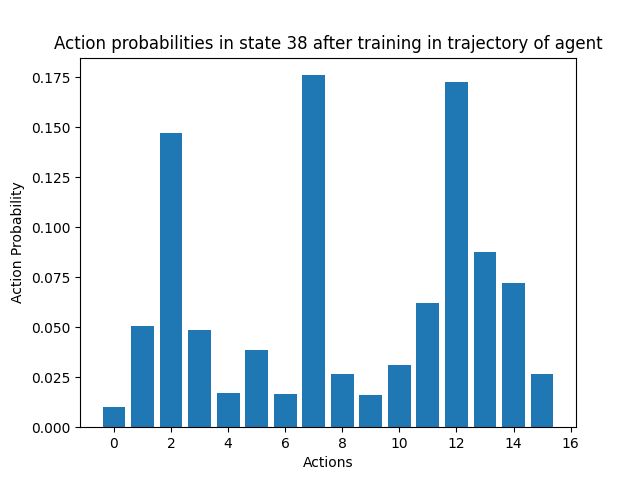 Action probabilities in state 38 after training in trajectory of agent
0.175
0.150
0.125
0.100
0.075
0.050
0.025
0.000
Action Probability
0 2 4 6 8 10 12 14 16
Actions